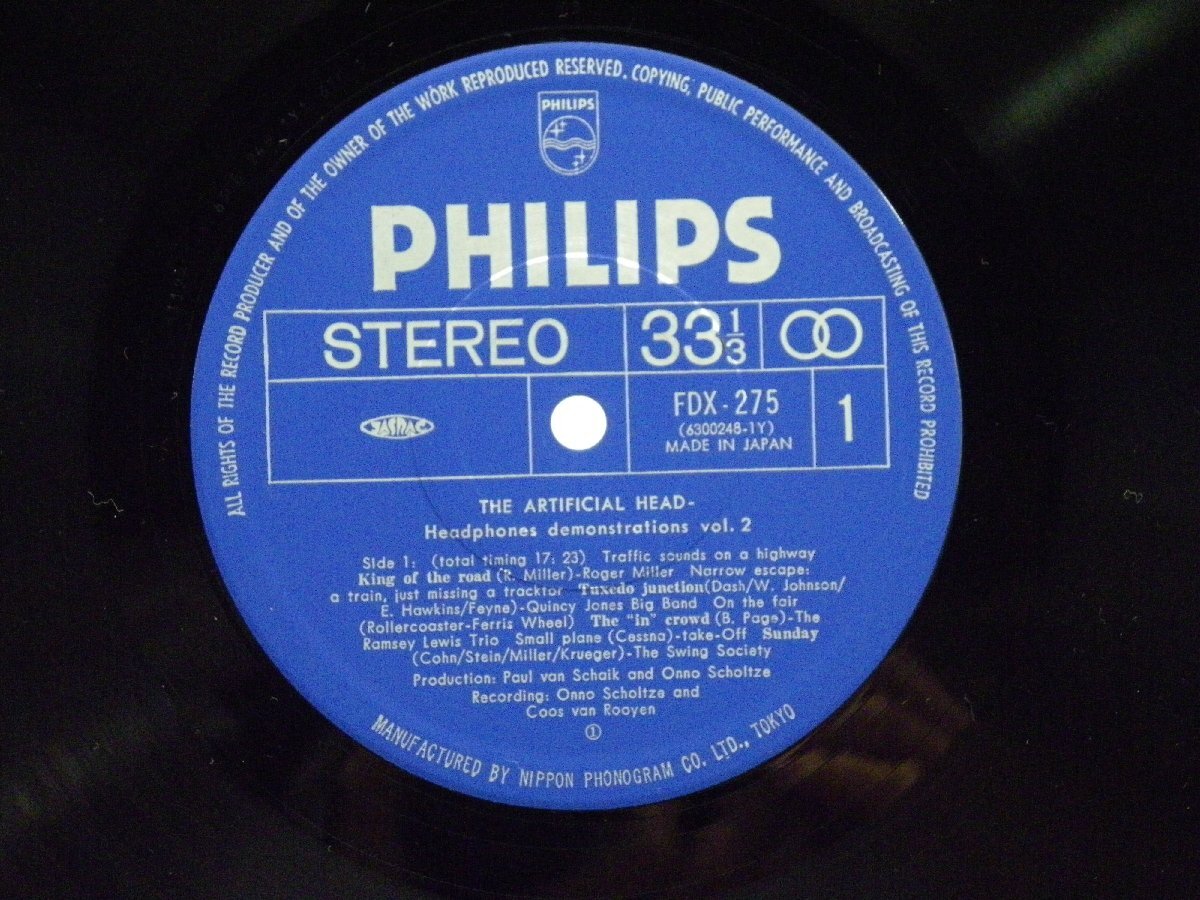 ALL RIGHTS OF THE RECORD PRODUCER AND OF THE OWNER OF THE WORK REPRODUCED RESERVED. COPYING, PUBLIC PERFORMANCE AND BROADCASTING OF THIS RECORD PROHIBITED
PHILIPS
PHILIPS
STEREO
33 1/3
JASRAC
FDX-275
(6300248-1Y)
MADE IN JAPAN
1
THE ARTIFICIAL HEAD-
Headphones demonstrations vol. 2
Side 1: (total timing 17: 23) Traffic sounds on a highway
King of the road (R. Miller)-Roger Miller Narrow escape:
a train, just missing a tracktor Tuxedo junction(Dash/W. Johnson/
E. Hawkins/Feyne)-Quincy Jones Big Band On the fair
(Rollercoaster-Ferris Wheel) The "in" crowd (B. Page)-The
Ramsey Lewis Trio Small plane (Cessna)-take-Off Sunday
(Cohn/Stein/Miller/Krueger)-The Swing Society
Production: Paul van Schaik and Onno Scholtze
Recording: Onno Scholtze and
Coos van Rooyen
①
MANUFACTURED BY NIPPON PHONOGRAM CO. LTD., TOKYO